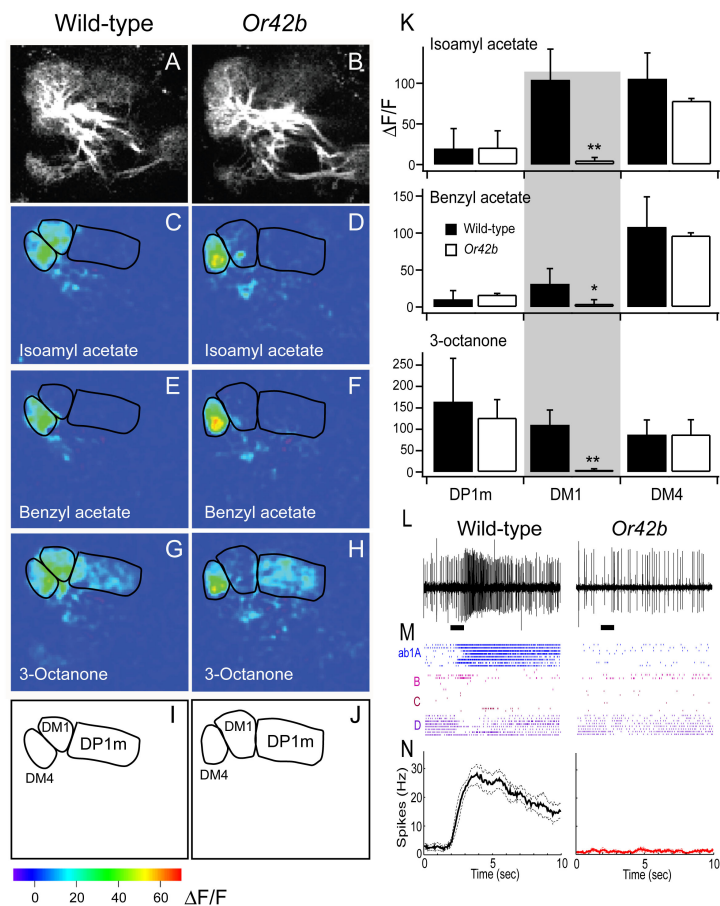 Wild-type
Or42b
A
B
C
Isoamyl acetate
D
Isoamyl acetate
E
Benzyl acetate
F
Benzyl acetate
G
3-Octanone
H
3-Octanone
I
DM1
DP1m
DM4
J
DM1
DP1m
DM4
0 20 40 60
ΔF/F
K
Isoamyl acetate
ΔF/F
100
50
0
**
Benzyl acetate
150
100
50
0
Wild-type
Or42b
*
3-octanone
250
200
150
100
50
0
**
DP1m DM1 DM4
L
Wild-type
Or42b
M
ab1A
B
C
D
N
Spikes (Hz)
30
20
10
0
0 5 10
Time (sec)
0 5 10
Time (sec)